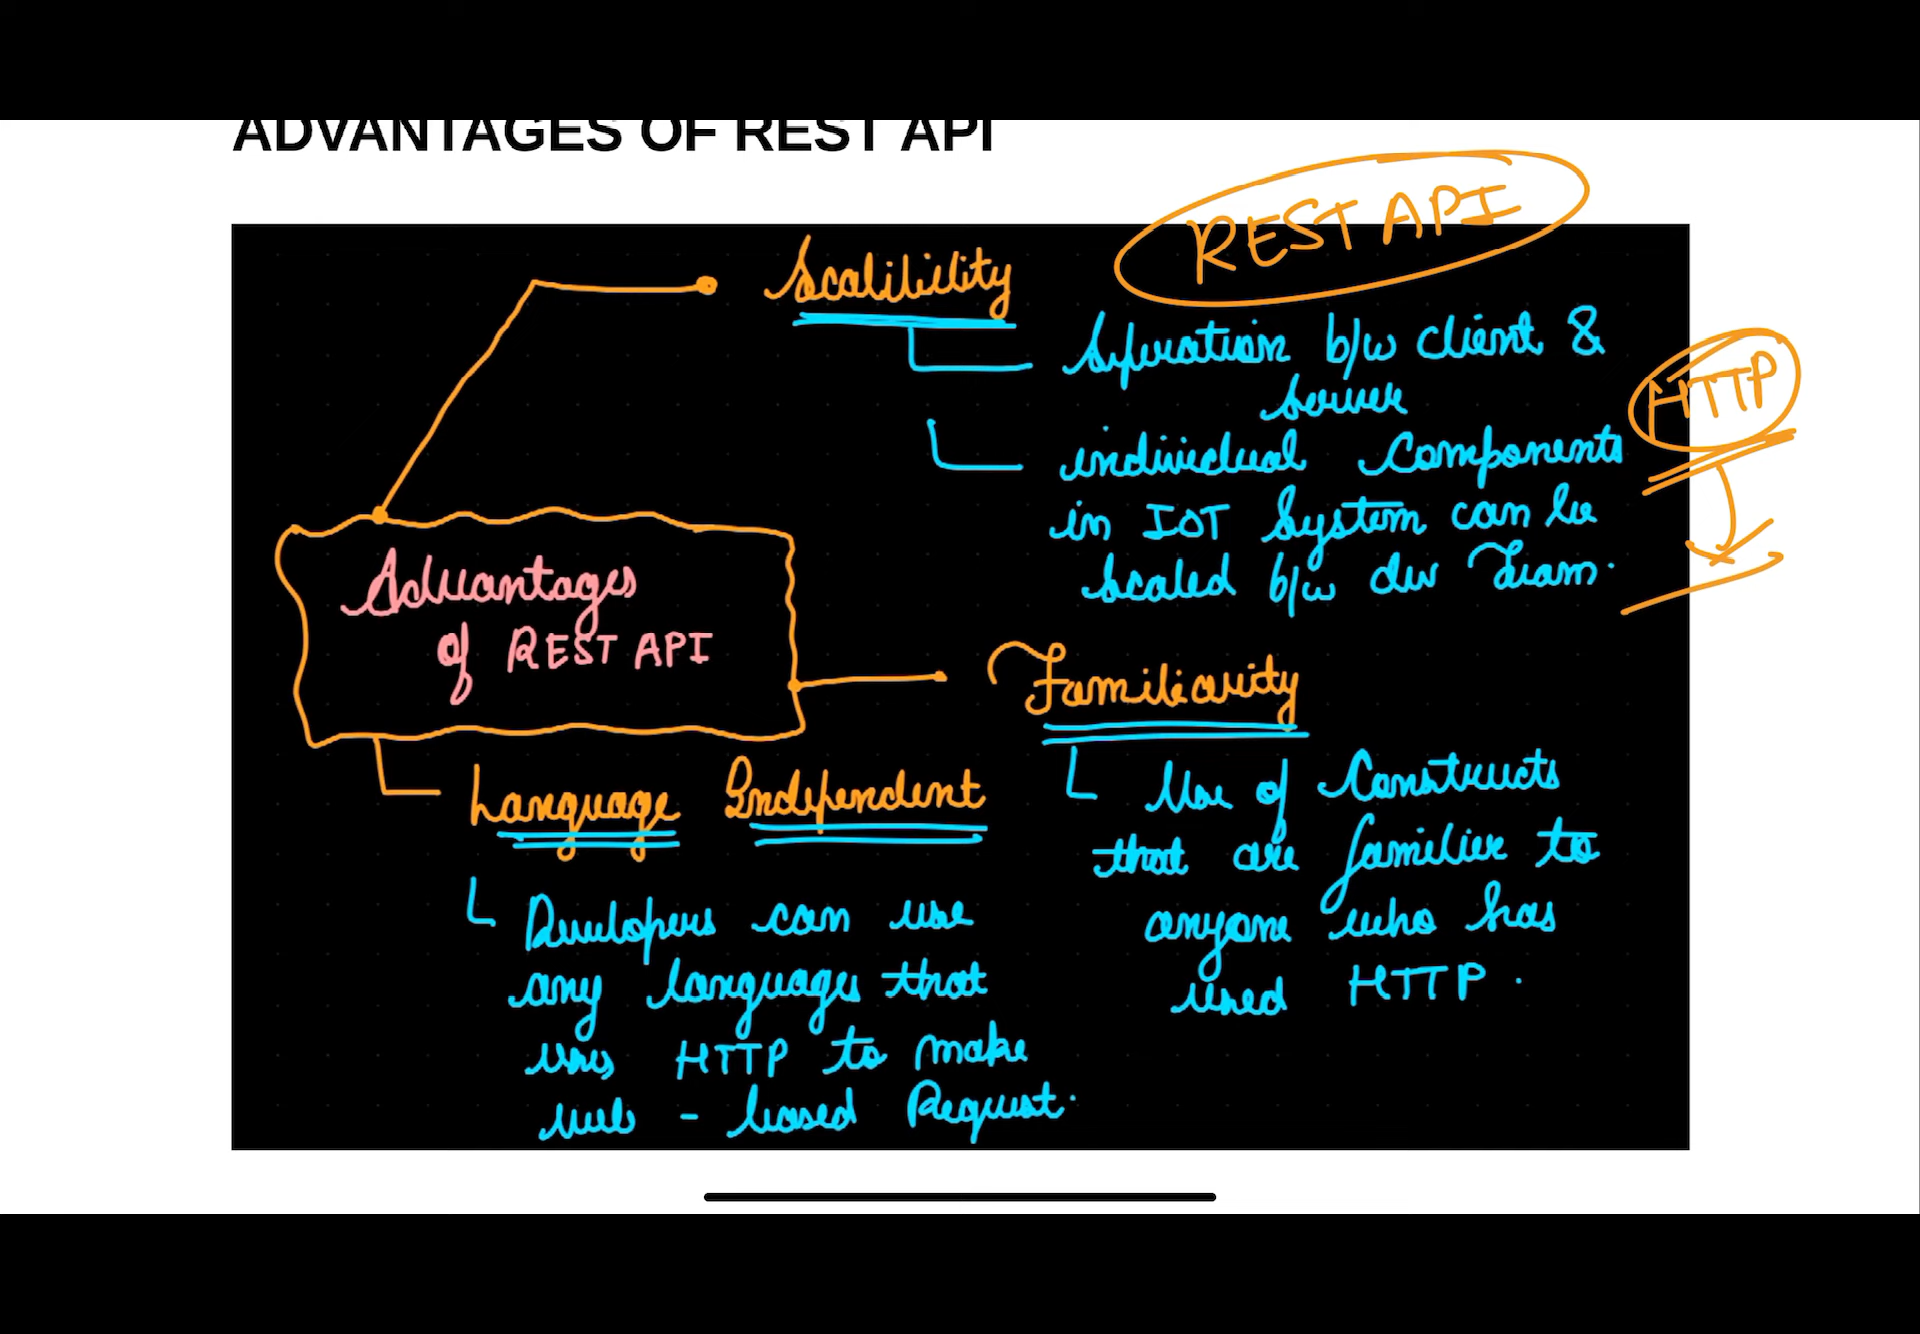 ADVANTAGES OF REST API
REST API
Scalibility
Seperation b/w client &
Server
HTTP
individual Components
in IOT System can be
Scaled b/w dev Team.
Advantages
of REST API
Familiarity
Use of Constructs
that are familier to
anyone who has
used HTTP.
Language Independent
Developers can use
any language that
uses HTTP to make
web - based Request.